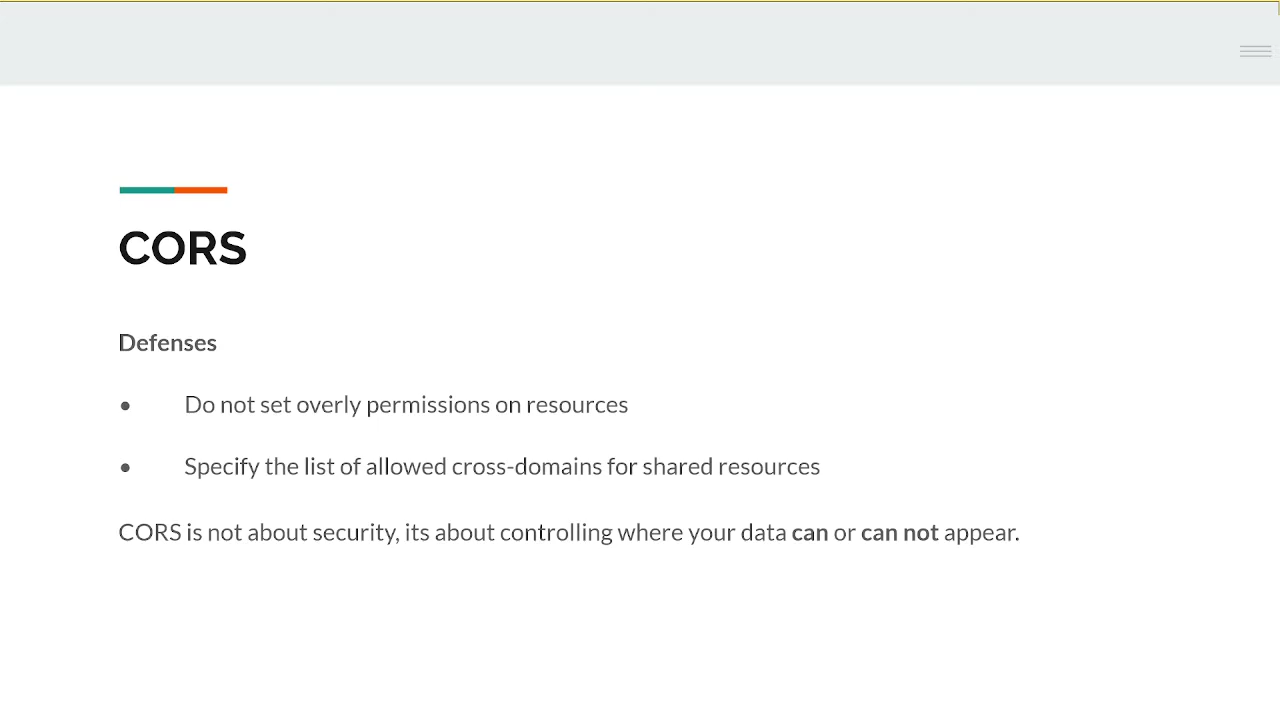 CORS
Defenses
● Do not set overly permissions on resources
● Specify the list of allowed cross-domains for shared resources
CORS is not about security, its about controlling where your data can or can not appear.